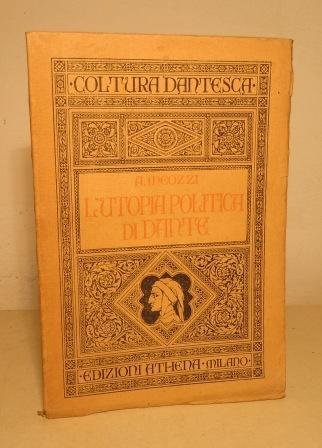 ·COLTURA DANTESCA·
A. MEOZZI
L'UTOPIA POLITICA
DI DANTE
·EDIZIONI ATHENA·MILANO·